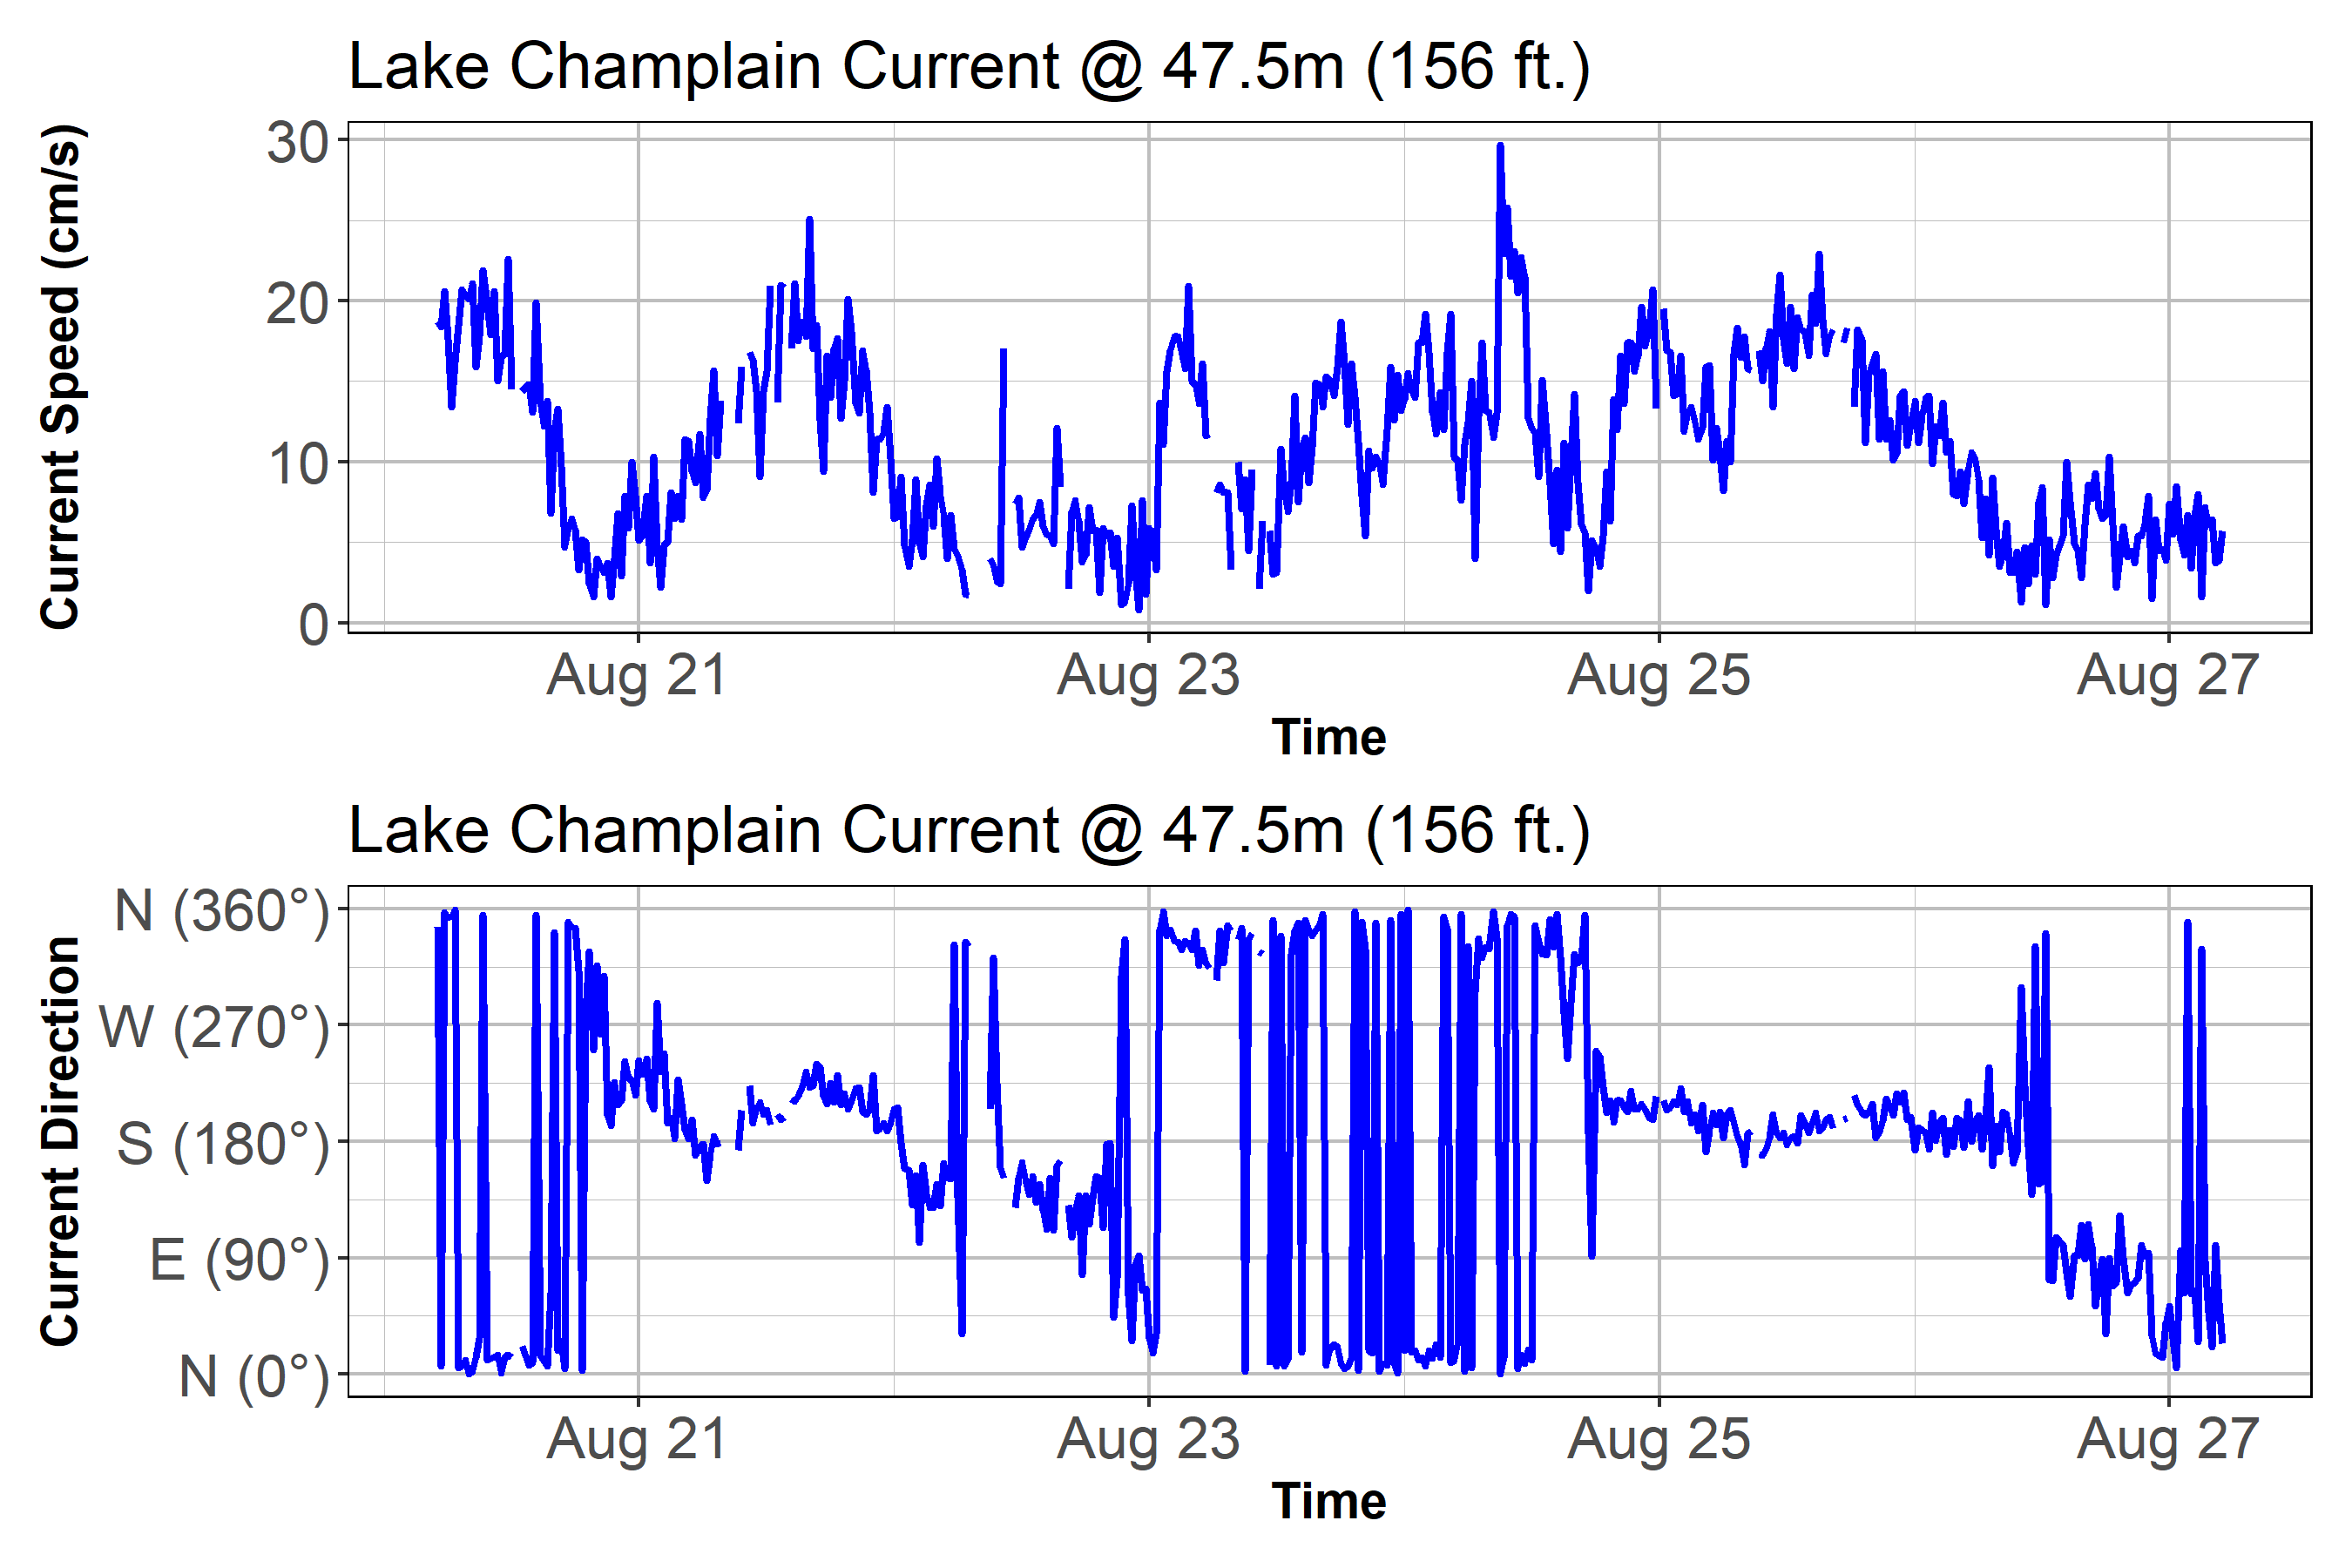 Lake Champlain Current @ 47.5m (156 ft.)
Current Speed (cm/s)
30
20
10
0
Aug 21 Aug 23 Aug 25 Aug 27
Time
Lake Champlain Current @ 47.5m (156 ft.)
Current Direction
N (360°)
W (270°)
S (180°)
E (90°)
N (0°)
Aug 21 Aug 23 Aug 25 Aug 27
Time